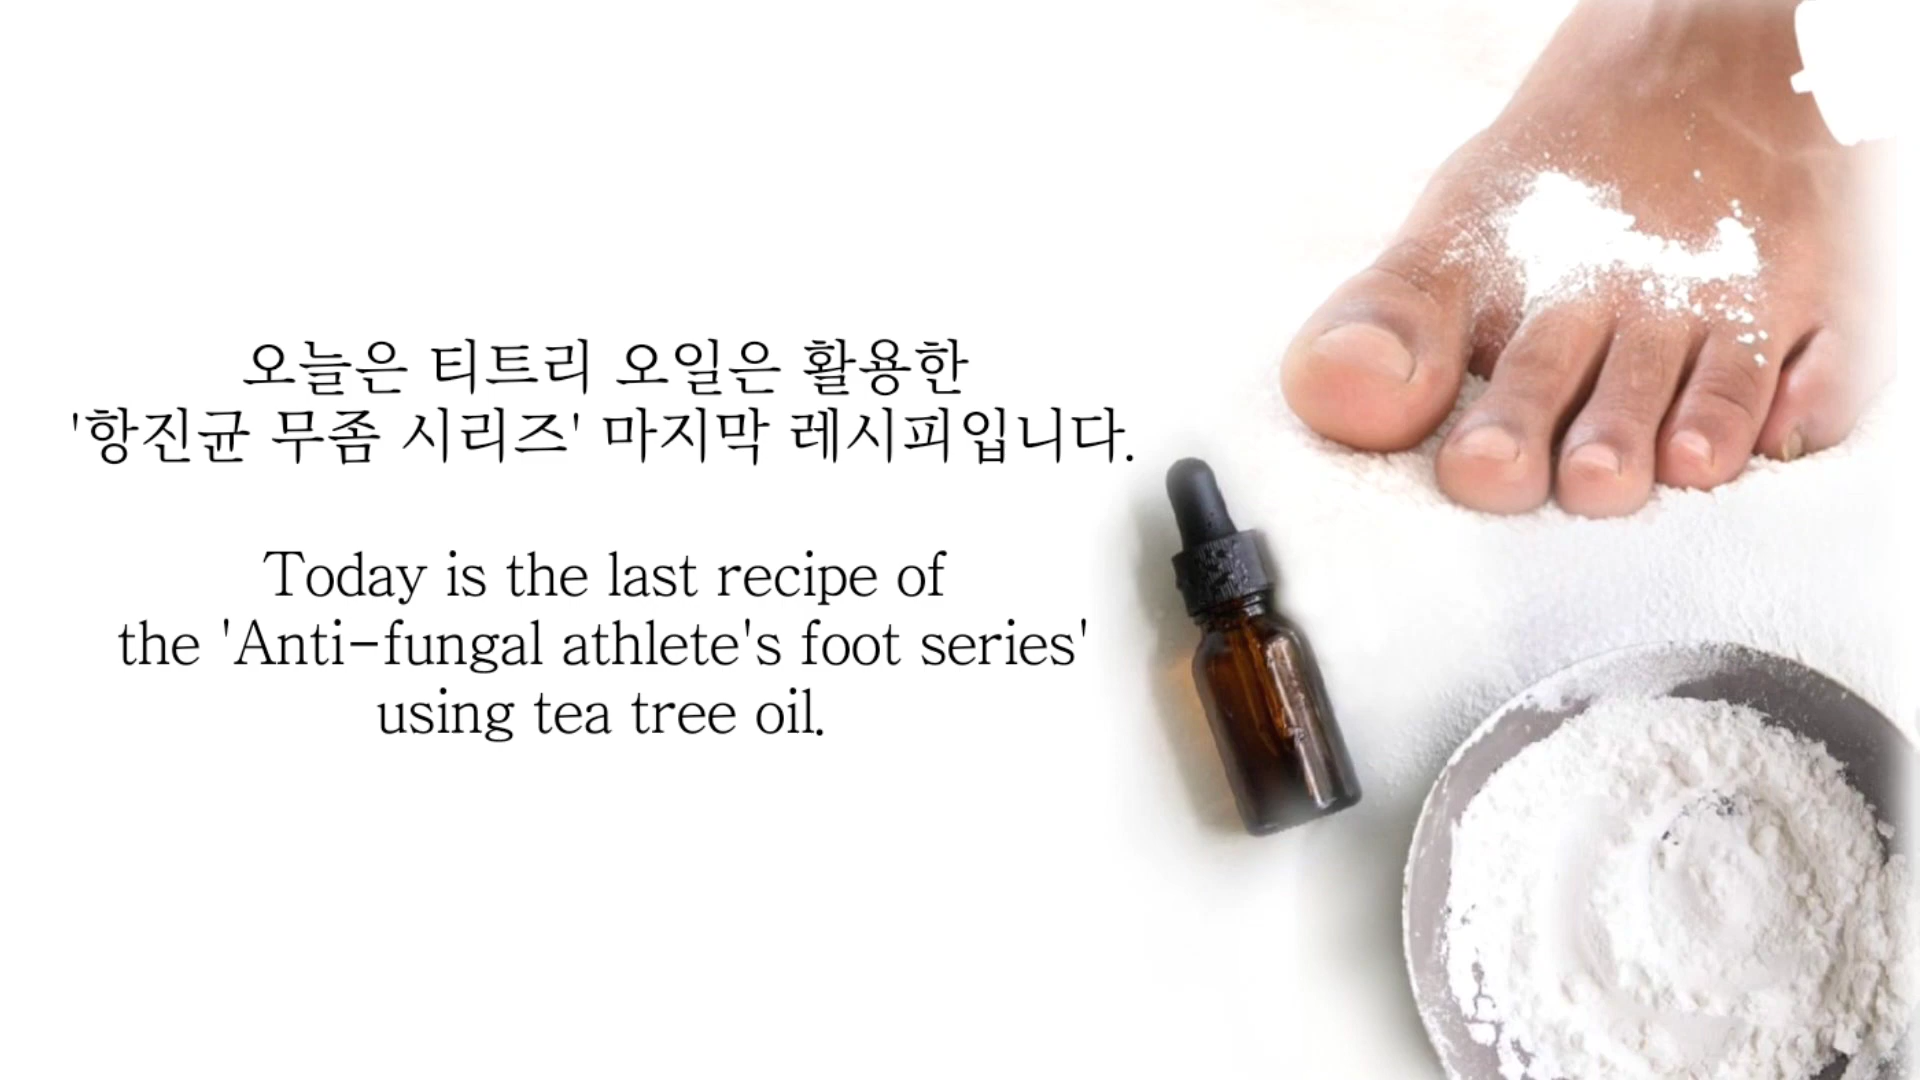 오늘은 티트리 오일은 활용한
'항진균 무좀 시리즈' 마지막 레시피입니다.
Today is the last recipe of
the 'Anti-fungal athlete's foot series'
using tea tree oil.